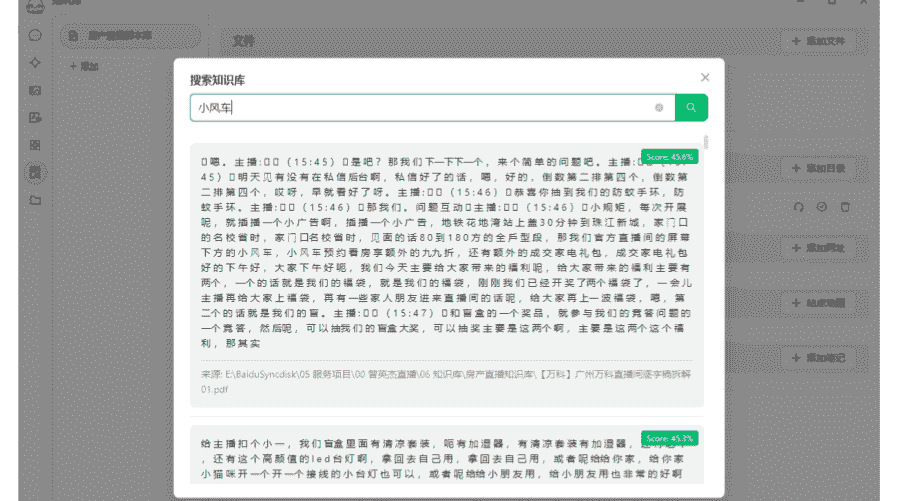 文件
添加文件
添加
搜索知识库
小风车
Score: 45.6%
嗯。主播:（15:45）是吧？那我们下一下下一个，来个简单的问题吧。主播:
明天见有没有在私信后台啊，私信好了的话，嗯，好的，倒数第二排第四个，倒数第
二排第四个，哎呀，早就看好了呀。主播:（15:46）恭喜你抽到我们的防蚊手环，防
蚊手环。主播:（15:46）那我们。问题互动主播:（15:46）小规矩，每次开展
呢，就插播一个小广告啊，插播一个小广告，地铁花地湾站上盖30分钟到珠江新城，家门口
的名校省时，家门口名校省时，见面的话80到180方的全户型段，那我们官方直播间的屏幕
下方的小风车，小风车预约看房享额外的九九折，还有额外的成交家电礼包，成交家电礼包
好的下午好，大家下午好呃，我们今天主要给大家带来的福利呢，给大家带来的福利主要有
两个，一个的话就是我们的福袋，就是我们的福袋，刚刚我们已经开奖了两个福袋了，一会儿
主播再给大家上福袋，再有一些家人朋友进来直播间的话呢，给大家再上一波福袋，嗯，第
二个的话就是我们的盲。主播:（15:47）和盲盒的一个奖品，就参与我们的竞答问题的
一个竞答，然后呢，可以抽我们的盲盒大奖，可以抽奖主要是这两个啊，主要是这两个这个福
利，那其实
来源: E:\BaiduSyncdisk\05 服务项目\00 曾英杰直播\06 知识库\房产直播知识库\【万科】广州万科直播间逐字稿拆解
01.pdf
添加目录
添加网址
添加笔记
Score: 45.3%
给主播扣个小一，我们盲盒里面有清凉套装，呃有加湿器，有清凉套装有加湿器，
，还有这个高颜值的led台灯啊，拿回去自己用，拿回去自己用，或者呢给给你家，给你家
小猫咪开一个开一个接线的小台灯也可以，或者呢给给小朋友用，给小朋友用也非常的好啊